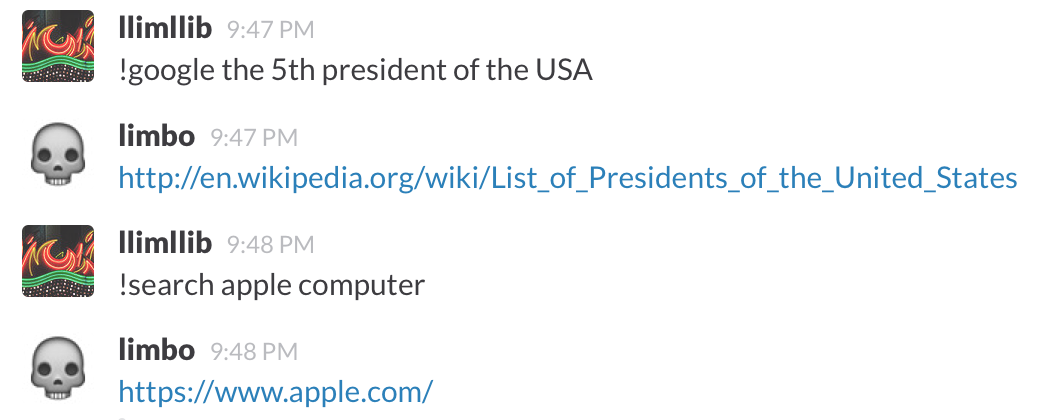 llimllib 9:47 PM
!google the 5th president of the USA
limbo 9:47 PM
http://en.wikipedia.org/wiki/List_of_Presidents_of_the_United_States
llimllib 9:48 PM
!search apple computer
limbo 9:48 PM
https://www.apple.com/